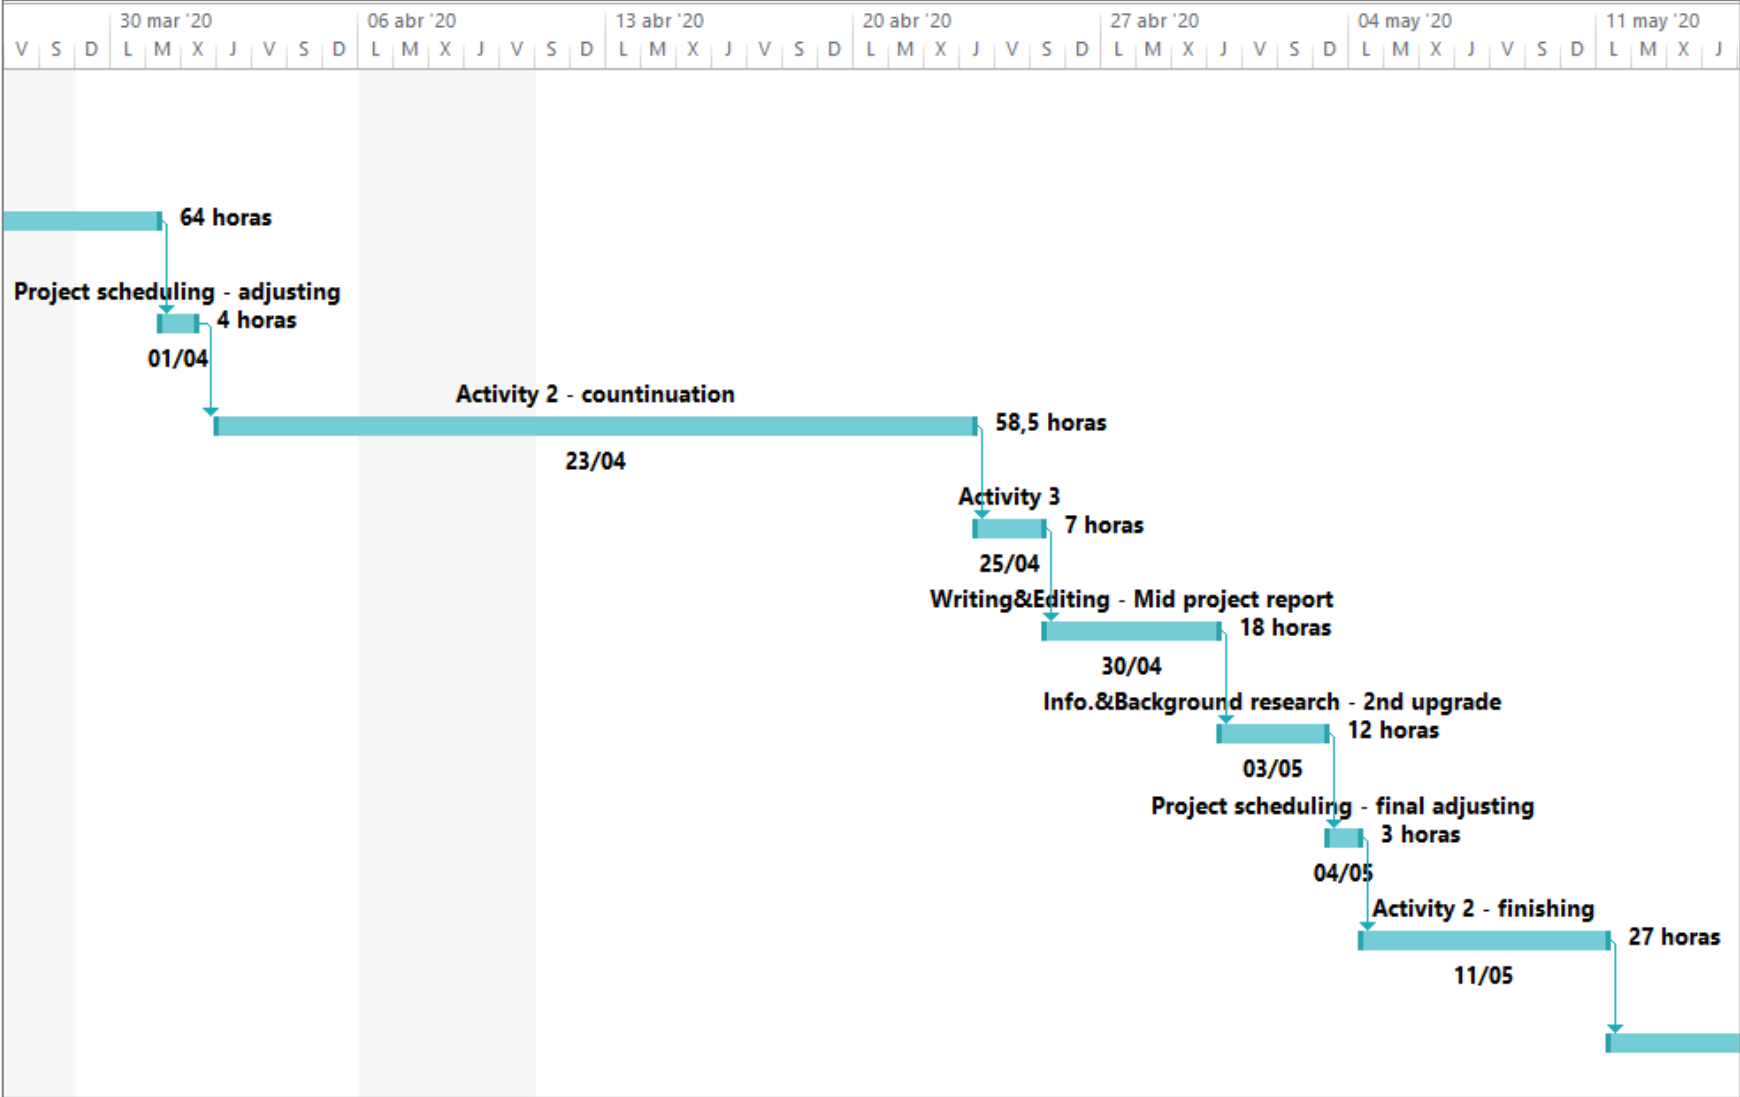 30 mar '20 06 abr '20 13 abr '20 20 abr '20 27 abr '20 04 may '20 11 may '20
V S D L M X J V S D L M X J V S D L M X J V S D L M X J V S D L M X J V S D L M X J V S D L M X J
64 horas
Project scheduling - adjusting
4 horas
01/04
Activity 2 - countinuation
58,5 horas
23/04
Activity 3
7 horas
25/04
Writing&Editing - Mid project report
18 horas
30/04
Info.&Background research - 2nd upgrade
12 horas
03/05
Project scheduling - final adjusting
3 horas
04/05
Activity 2 - finishing
27 horas
11/05